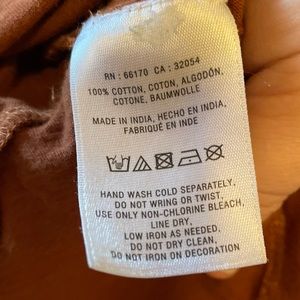 RN : 66170 CA : 32054
100% COTTON, COTON, ALGODÓN,
COTONE, BAUMWOLLE
MADE IN INDIA, HECHO EN INDIA,
FABRIQUÉ EN INDE
HAND WASH COLD SEPARATELY,
DO NOT WRING OR TWIST,
USE ONLY NON-CHLORINE BLEACH,
LINE DRY,
LOW IRON AS NEEDED,
DO NOT DRY CLEAN,
DO NOT IRON ON DECORATION